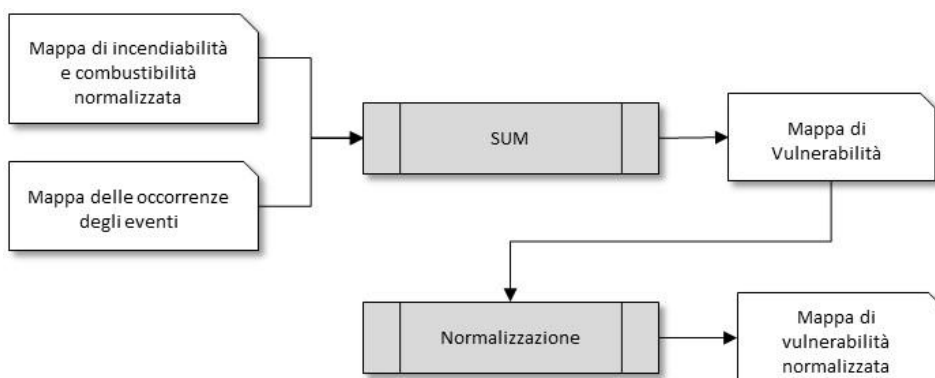 Mappa di incendiabilità
e combustibilità
normalizzata
SUM
Mappa di
Vulnerabilità
Mappa delle occorrenze
degli eventi
Normalizzazione
Mappa di
vulnerabilità
normalizzata